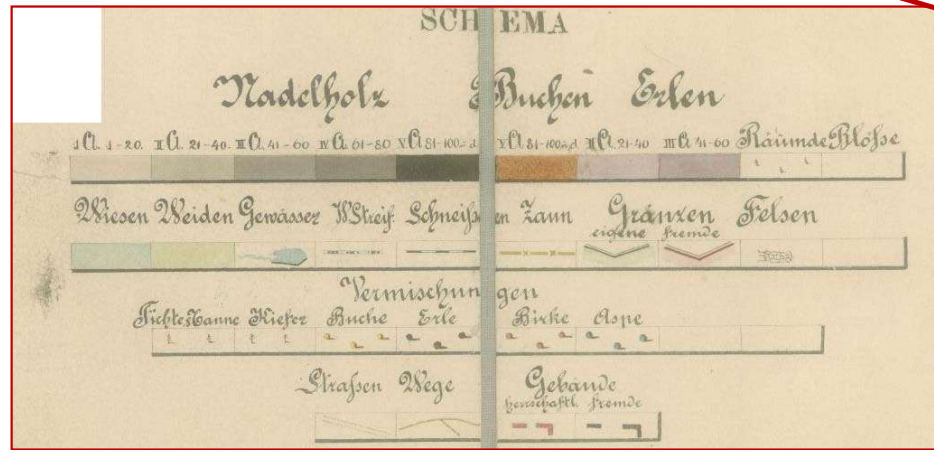 SCHEMA
Nadelholz Buchen Erlen
I Cl. 1-20. II Cl. 21-40. III Cl. 41-60 IV Cl. 61-80 V Cl 81-100 u.d. V Cl 81-100 u.d. II Cl. 21-40 III Cl. 41-60 Räumde Blöße
Wiesen Weiden Gewässer W.Streif: Schneißen Zaun Gränzen Felsen
eigene fremde
Vermischungen
Fichte, Tanne Kiefer Buche Erle Birke Aspe
Straßen Wege Gebäude
herrschaftl. fremde